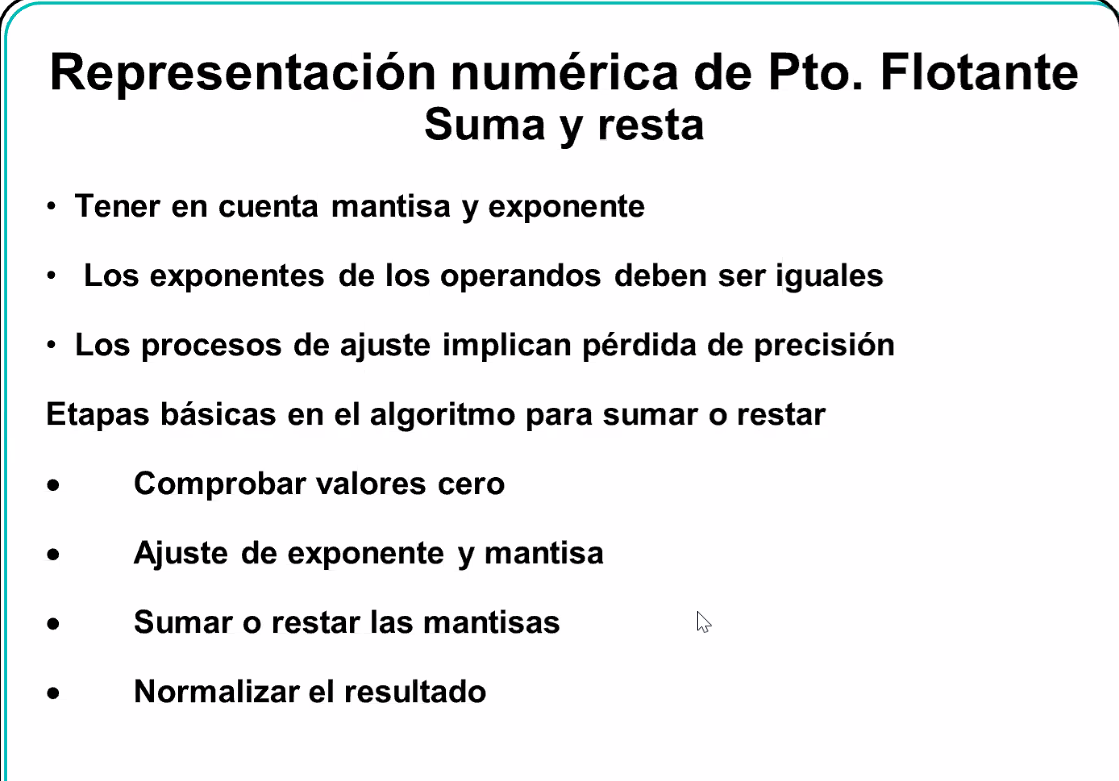 Representación numérica de Pto. Flotante
Suma y resta
• Tener en cuenta mantisa y exponente
• Los exponentes de los operandos deben ser iguales
• Los procesos de ajuste implican pérdida de precisión
Etapas básicas en el algoritmo para sumar o restar
• Comprobar valores cero
• Ajuste de exponente y mantisa
• Sumar o restar las mantisas
• Normalizar el resultado